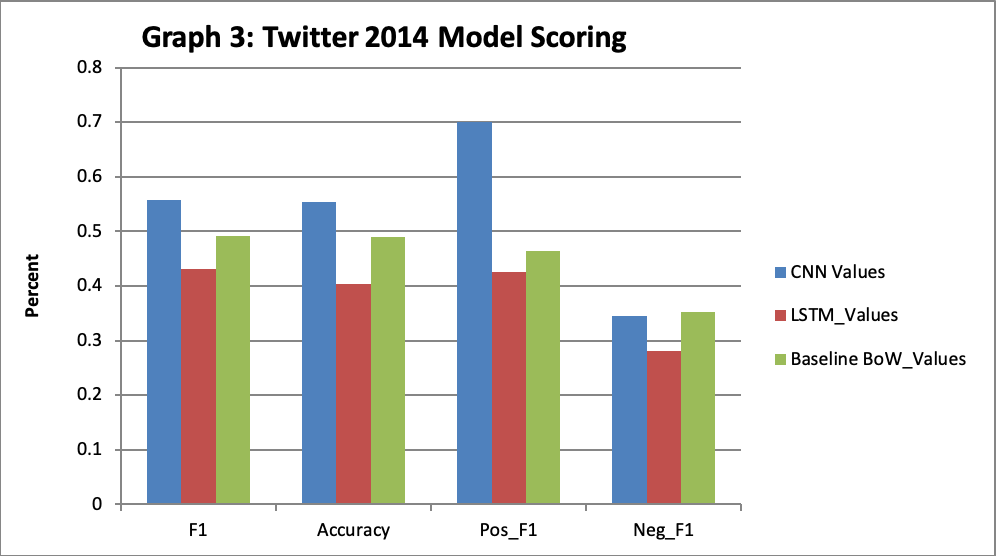 Graph 3: Twitter 2014 Model Scoring
0.8
0.7
0.6
0.5
0.4
0.3
0.2
0.1
0
Percent
F1 Accuracy Pos_F1 Neg_F1
CNN Values
LSTM_Values
Baseline BoW_Values